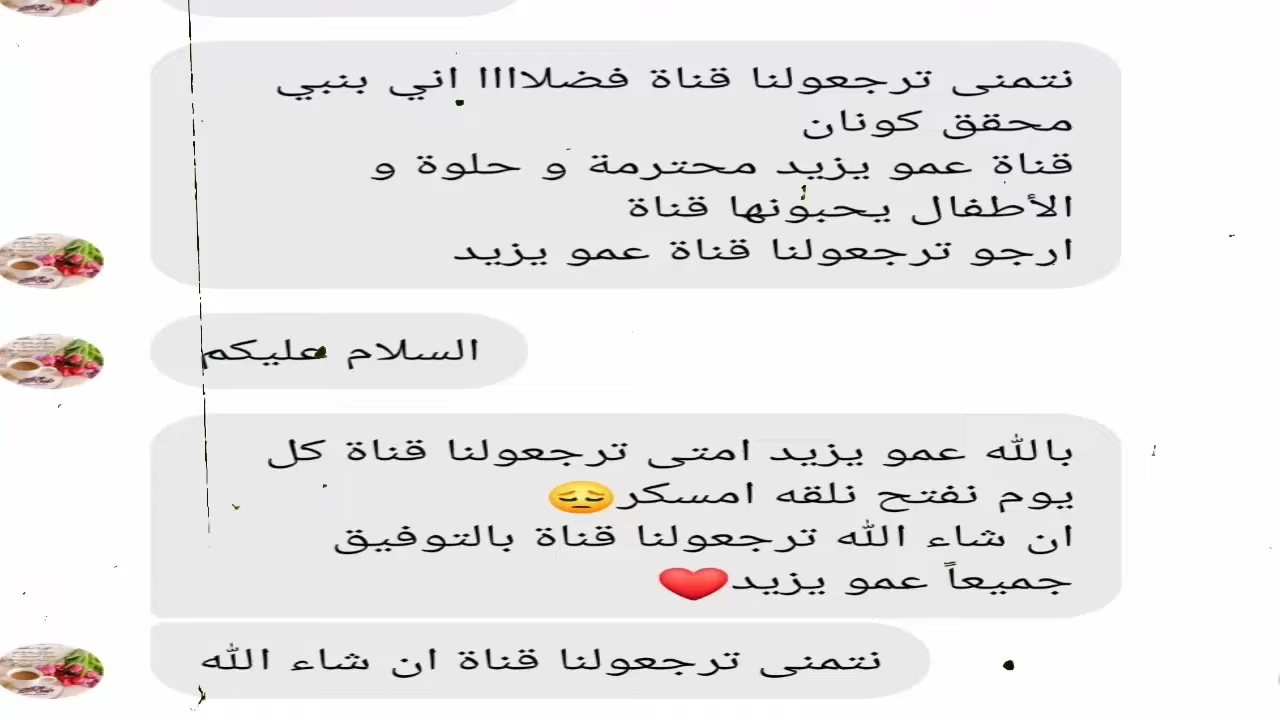 نتمنى ترجعولنا قناة فضلاااا اني بنبي
محقق كونان
قناة عمو يزيد محترمة و حلوة و
الأطفال يحبونها قناة
ارجو ترجعولنا قناة عمو يزيد
السلام عليكم
بالله عمو يزيد امتى ترجعولنا قناة كل
يوم نفتح نلقه امسكر😔
ان شاء الله ترجعولنا قناة بالتوفيق
جميعاً عمو يزيد❤️
نتمنى ترجعولنا قناة ان شاء الله